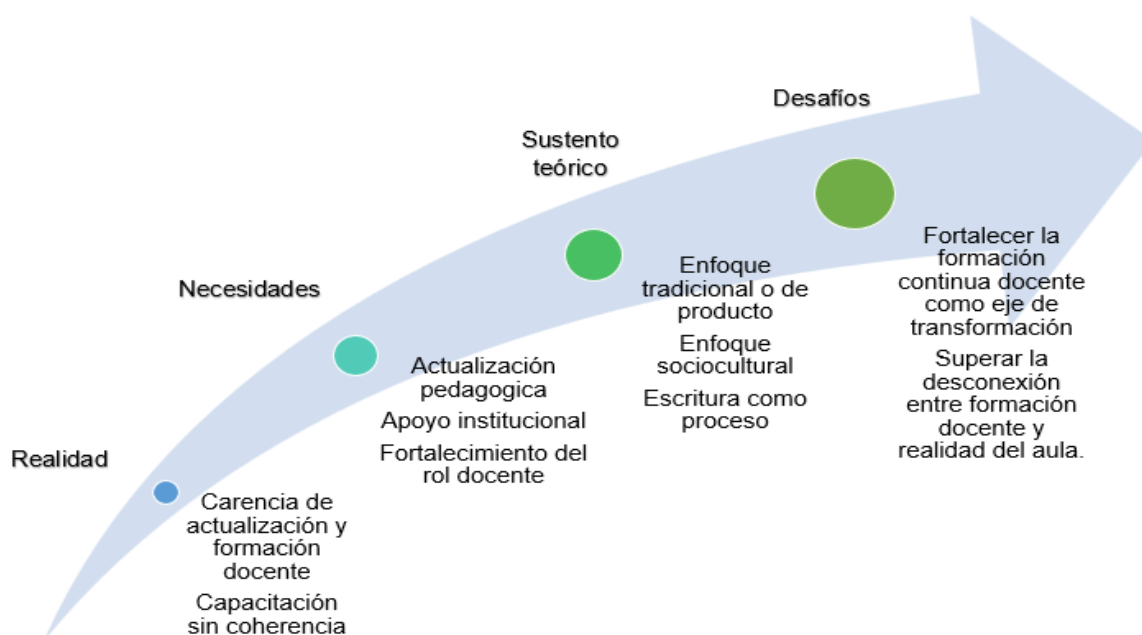 Realidad
Carencia de
actualización y
formación
docente
Capacitación
sin coherencia
Necesidades
Actualización
pedagogica
Apoyo institucional
Fortalecimiento del
rol docente
Sustento
teórico
Enfoque
tradicional o de
producto
Enfoque
sociocultural
Escritura como
proceso
Desafíos
Fortalecer la
formación
continua docente
como eje de
transformación
Superar la
desconexión
entre formación
docente y
realidad del aula.